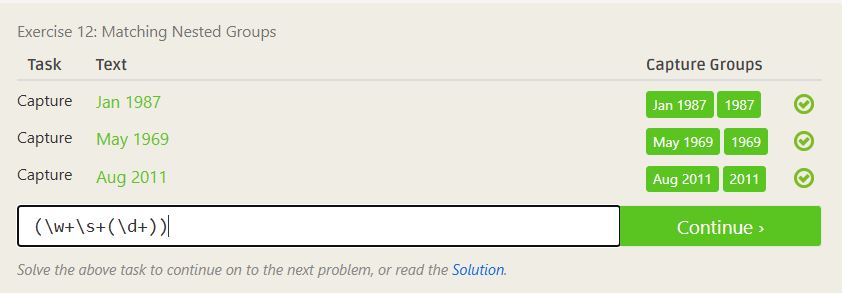 Exercise 12: Matching Nested Groups
Task Text Capture Groups
Capture Jan 1987 Jan 1987 1987
Capture May 1969 May 1969 1969
Capture Aug 2011 Aug 2011 2011
(\w+\s+(\d+)) Continue ›
Solve the above task to continue on to the next problem, or read the Solution.